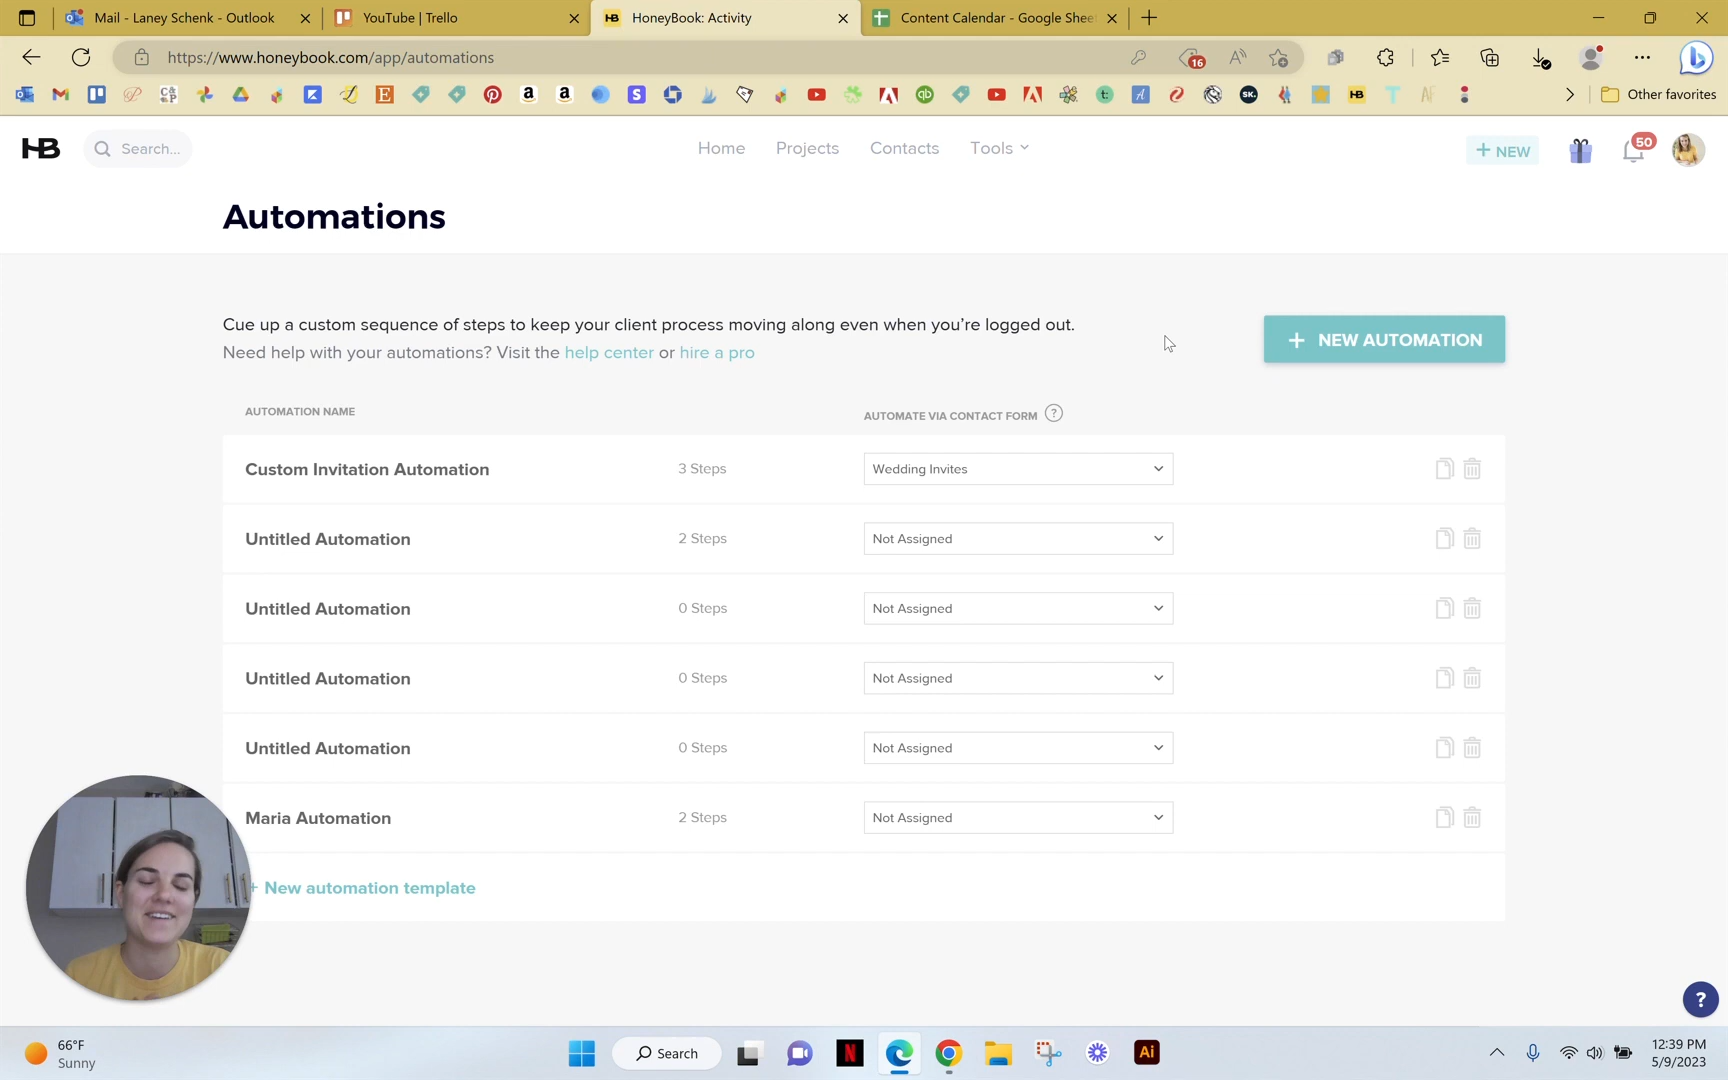 Mail - Laney Schenk - Outlook
YouTube | Trello
HB HoneyBook: Activity
Content Calendar - Google Shee
https://www.honeybook.com/app/automations
16
Other favorites
HB
Search...
Home
Projects
Contacts
Tools
+ NEW
50
Automations
Cue up a custom sequence of steps to keep your client process moving along even when you're logged out.
Need help with your automations? Visit the help center or hire a pro
+ NEW AUTOMATION
AUTOMATION NAME
AUTOMATE VIA CONTACT FORM ?
Custom Invitation Automation
3 Steps
Wedding Invites
Untitled Automation
2 Steps
Not Assigned
Untitled Automation
0 Steps
Not Assigned
Untitled Automation
0 Steps
Not Assigned
Untitled Automation
0 Steps
Not Assigned
Maria Automation
2 Steps
Not Assigned
+ New automation template
?
66°F
Sunny
Search
N
Ai
12:39 PM
5/9/2023